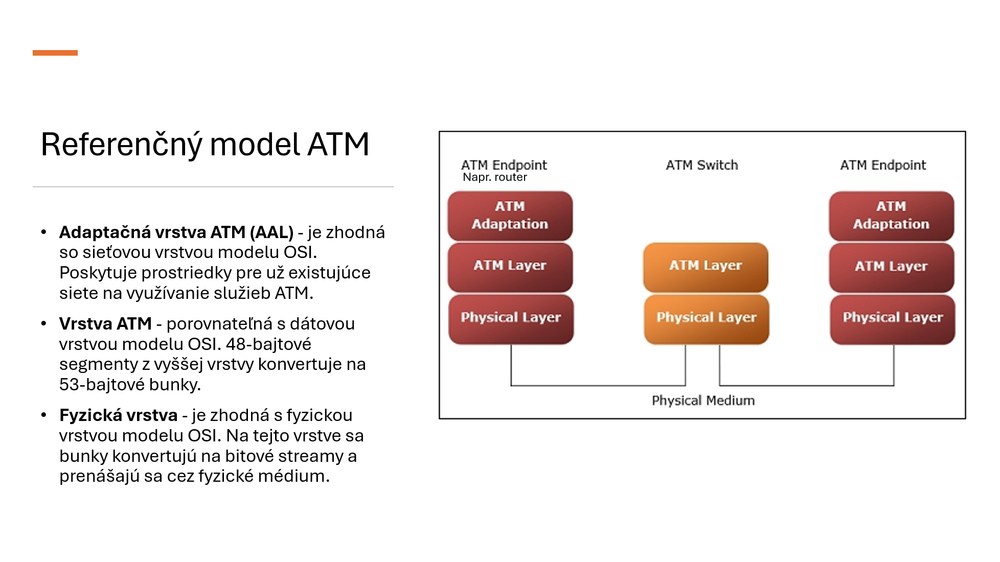 Referenčný model ATM
• Adaptačná vrstva ATM (AAL) - je zhodná
so sieťovou vrstvou modelu OSI.
Poskytuje prostriedky pre už existujúce
siete na využívanie služieb ATM.
• Vrstva ATM - porovnateľná s dátovou
vrstvou modelu OSI. 48-bajtové
segmenty z vyššej vrstvy konvertuje na
53-bajtové bunky.
• Fyzická vrstva - je zhodná s fyzickou
vrstvou modelu OSI. Na tejto vrstve sa
bunky konvertujú na bitové streamy a
prenášajú sa cez fyzické médium.
ATM Endpoint
Napr. router
ATM
Adaptation
ATM Layer
Physical Layer
ATM Switch
ATM Layer
Physical Layer
ATM Endpoint
ATM
Adaptation
ATM Layer
Physical Layer
Physical Medium